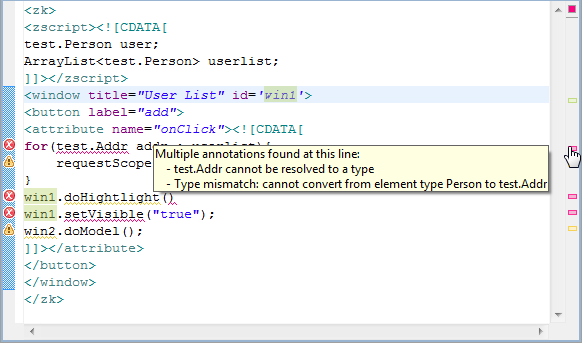 <zk>
<zscript><![CDATA[
test.Person user;
ArrayList<test.Person> userlist;
]]></zscript>
<window title="User List" id='win1'>
<button label="add">
<attribute name="onClick"><![CDATA[
for(test.Addr addr : userlist){
requestScope
Multiple annotations found at this line:
- test.Addr cannot be resolved to a type
- Type mismatch: cannot convert from element type Person to test.Addr
}
win1.doHightlight()
win1.setVisible("true");
win2.doModel();
]]></attribute>
</button>
</window>
</zk>